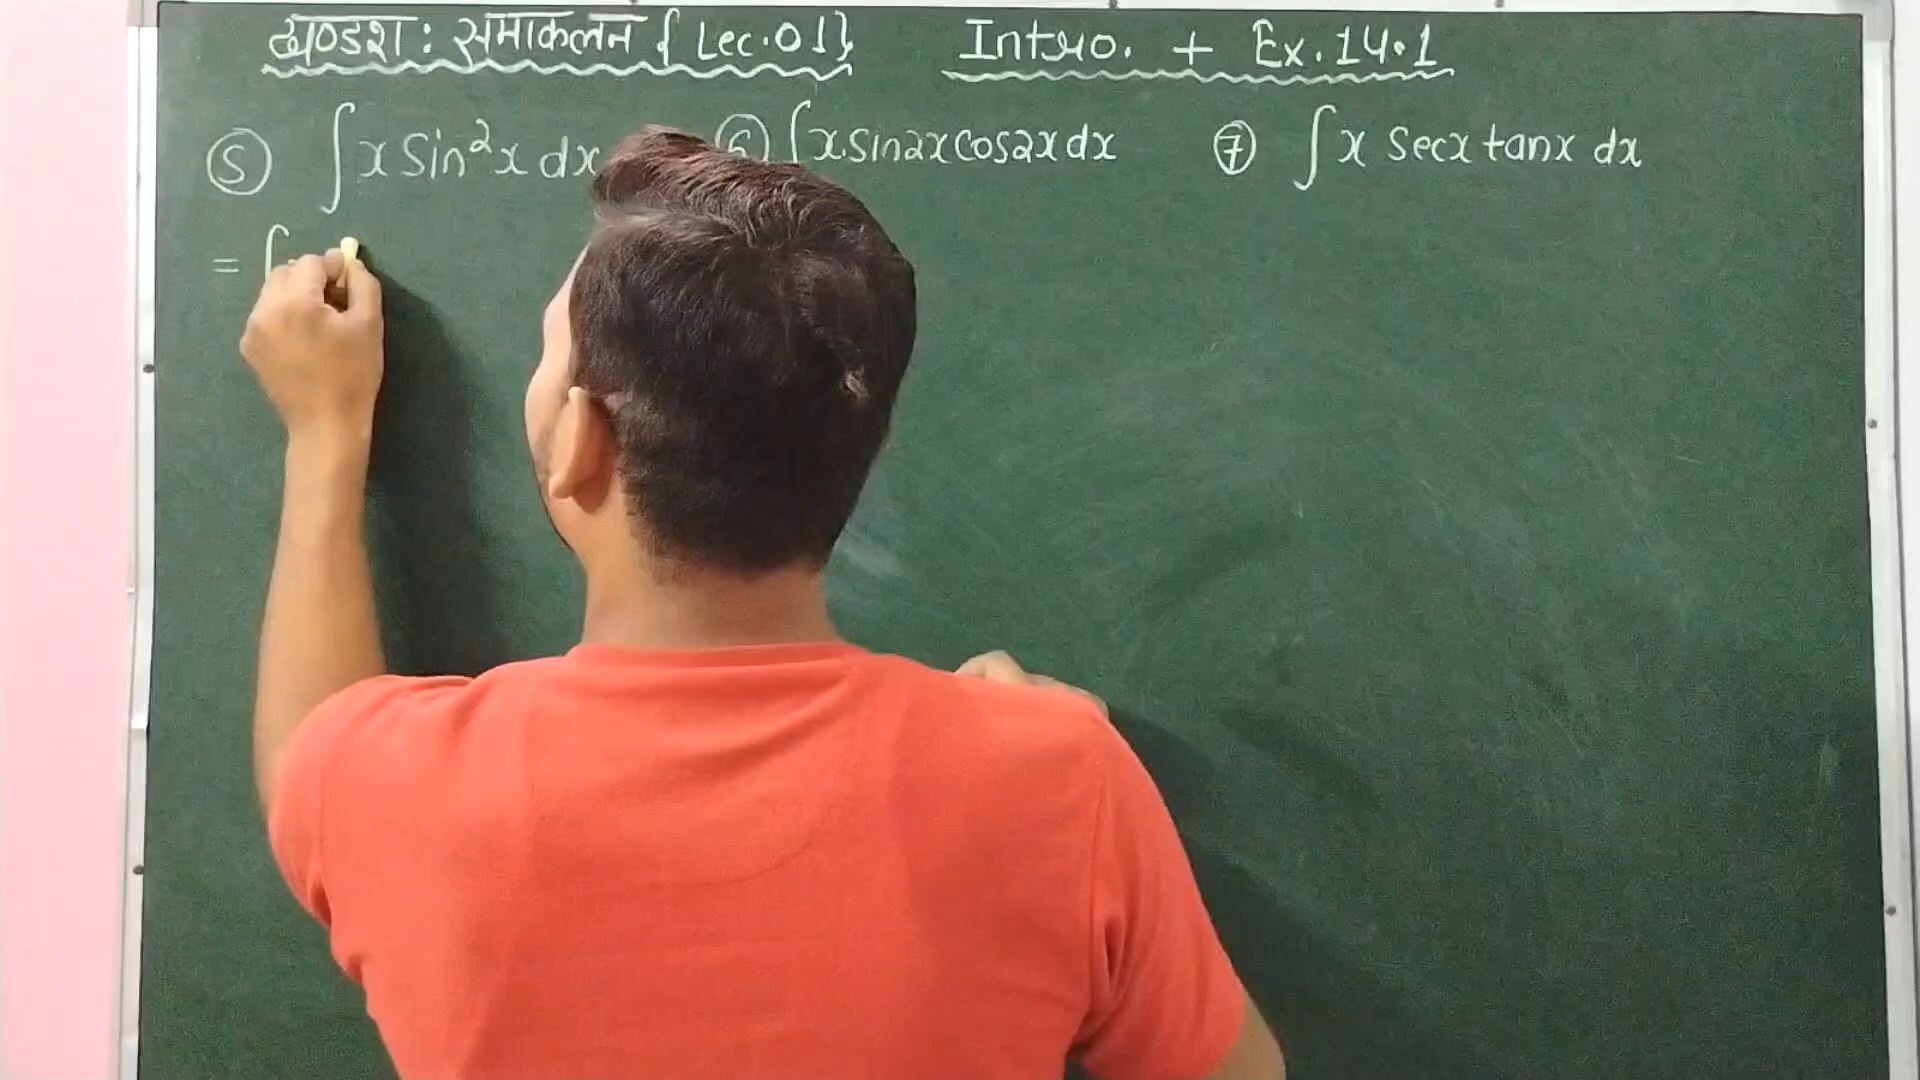 खण्डशः समाकलन {Lec.01} Intro. + Ex.14.1
⑤ ∫x Sin²x dx ⑥ ∫x.sin2x cos2x dx ⑦ ∫x secx tanx dx
= ∫